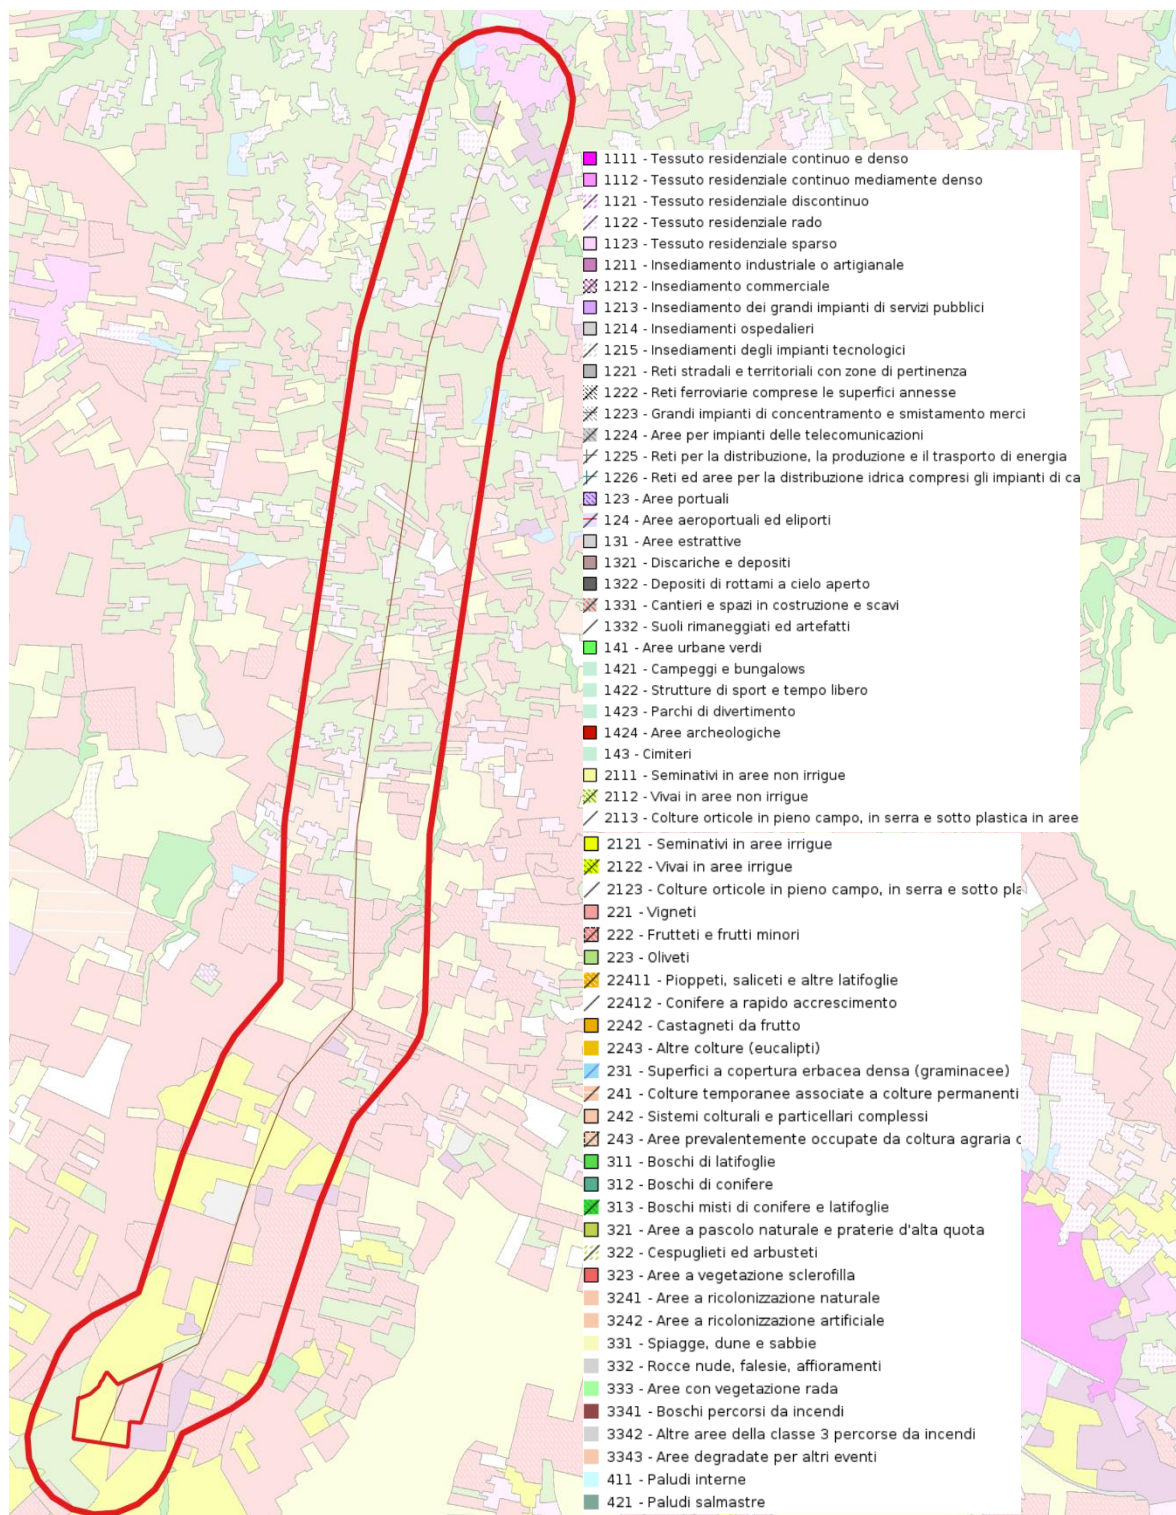 1111 - Tessuto residenziale continuo e denso
1112 - Tessuto residenziale continuo mediamente denso
1121 - Tessuto residenziale discontinuo
1122 - Tessuto residenziale rado
1123 - Tessuto residenziale sparso
1211 - Insediamento industriale o artigianale
1212 - Insediamento commerciale
1213 - Insediamento dei grandi impianti di servizi pubblici
1214 - Insediamenti ospedalieri
1215 - Insediamenti degli impianti tecnologici
1221 - Reti stradali e territoriali con zone di pertinenza
1222 - Reti ferroviarie comprese le superfici annesse
1223 - Grandi impianti di concentramento e smistamento merci
1224 - Aree per impianti delle telecomunicazioni
1225 - Reti per la distribuzione, la produzione e il trasporto di energia
1226 - Reti ed aree per la distribuzione idrica compresi gli impianti di ca
123 - Aree portuali
124 - Aree aeroportuali ed eliporti
131 - Aree estrattive
1321 - Discariche e depositi
1322 - Depositi di rottami a cielo aperto
1331 - Cantieri e spazi in costruzione e scavi
1332 - Suoli rimaneggiati ed artefatti
141 - Aree urbane verdi
1421 - Campeggi e bungalows
1422 - Strutture di sport e tempo libero
1423 - Parchi di divertimento
1424 - Aree archeologiche
143 - Cimiteri
2111 - Seminativi in aree non irrigue
2112 - Vivai in aree non irrigue
2113 - Colture orticole in pieno campo, in serra e sotto plastica in aree
2121 - Seminativi in aree irrigue
2122 - Vivai in aree irrigue
2123 - Colture orticole in pieno campo, in serra e sotto pla
221 - Vigneti
222 - Frutteti e frutti minori
223 - Oliveti
22411 - Pioppeti, saliceti e altre latifoglie
22412 - Conifere a rapido accrescimento
2242 - Castagneti da frutto
2243 - Altre colture (eucalipti)
231 - Superfici a copertura erbacea densa (graminacee)
241 - Colture temporanee associate a colture permanenti
242 - Sistemi colturali e particellari complessi
243 - Aree prevalentemente occupate da coltura agraria c
311 - Boschi di latifoglie
312 - Boschi di conifere
313 - Boschi misti di conifere e latifoglie
321 - Aree a pascolo naturale e praterie d'alta quota
322 - Cespuglieti ed arbusteti
323 - Aree a vegetazione sclerofilla
3241 - Aree a ricolonizzazione naturale
3242 - Aree a ricolonizzazione artificiale
331 - Spiagge, dune e sabbie
332 - Rocce nude, falesie, affioramenti
333 - Aree con vegetazione rada
3341 - Boschi percorsi da incendi
3342 - Altre aree della classe 3 percorse da incendi
3343 - Aree degradate per altri eventi
411 - Paludi interne
421 - Paludi salmastre